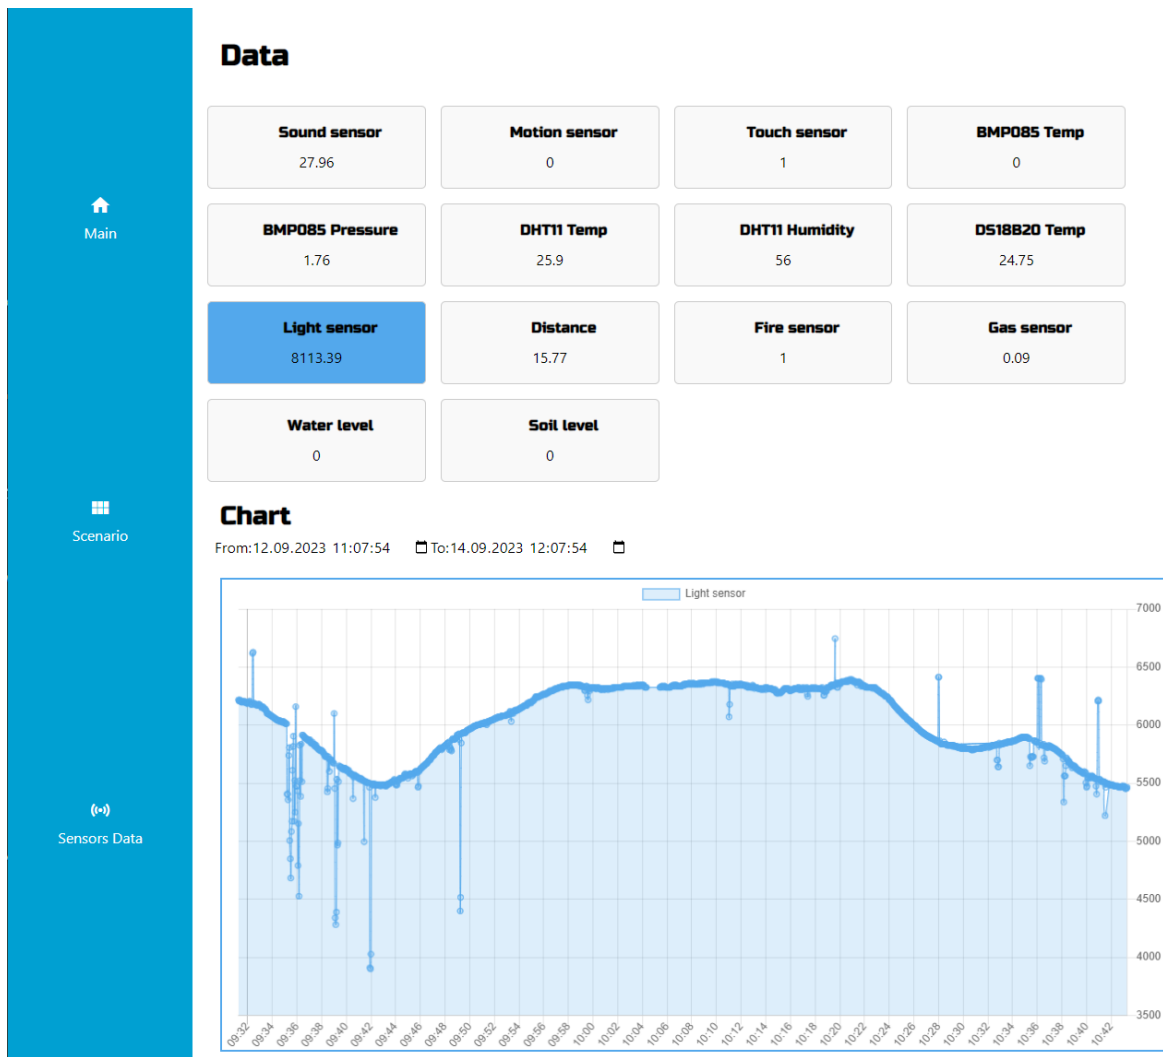 Main
Scenario
Sensors Data
Data
Sound sensor
27.96
Motion sensor
0
Touch sensor
1
BMP085 Temp
0
BMP085 Pressure
1.76
DHT11 Temp
25.9
DHT11 Humidity
56
DS18B20 Temp
24.75
Light sensor
8113.39
Distance
15.77
Fire sensor
1
Gas sensor
0.09
Water level
0
Soil level
0
Chart
From:12.09.2023 11:07:54 To:14.09.2023 12:07:54
Light sensor
7000
6500
6000
5500
5000
4500
4000
3500
09:32 09:34 09:36 09:38 09:40 09:42 09:44 09:46 09:48 09:50 09:52 09:54 09:56 09:58 10:00 10:02 10:04 10:06 10:08 10:10 10:12 10:14 10:16 10:18 10:20 10:22 10:24 10:26 10:28 10:30 10:32 10:34 10:36 10:38 10:40 10:42